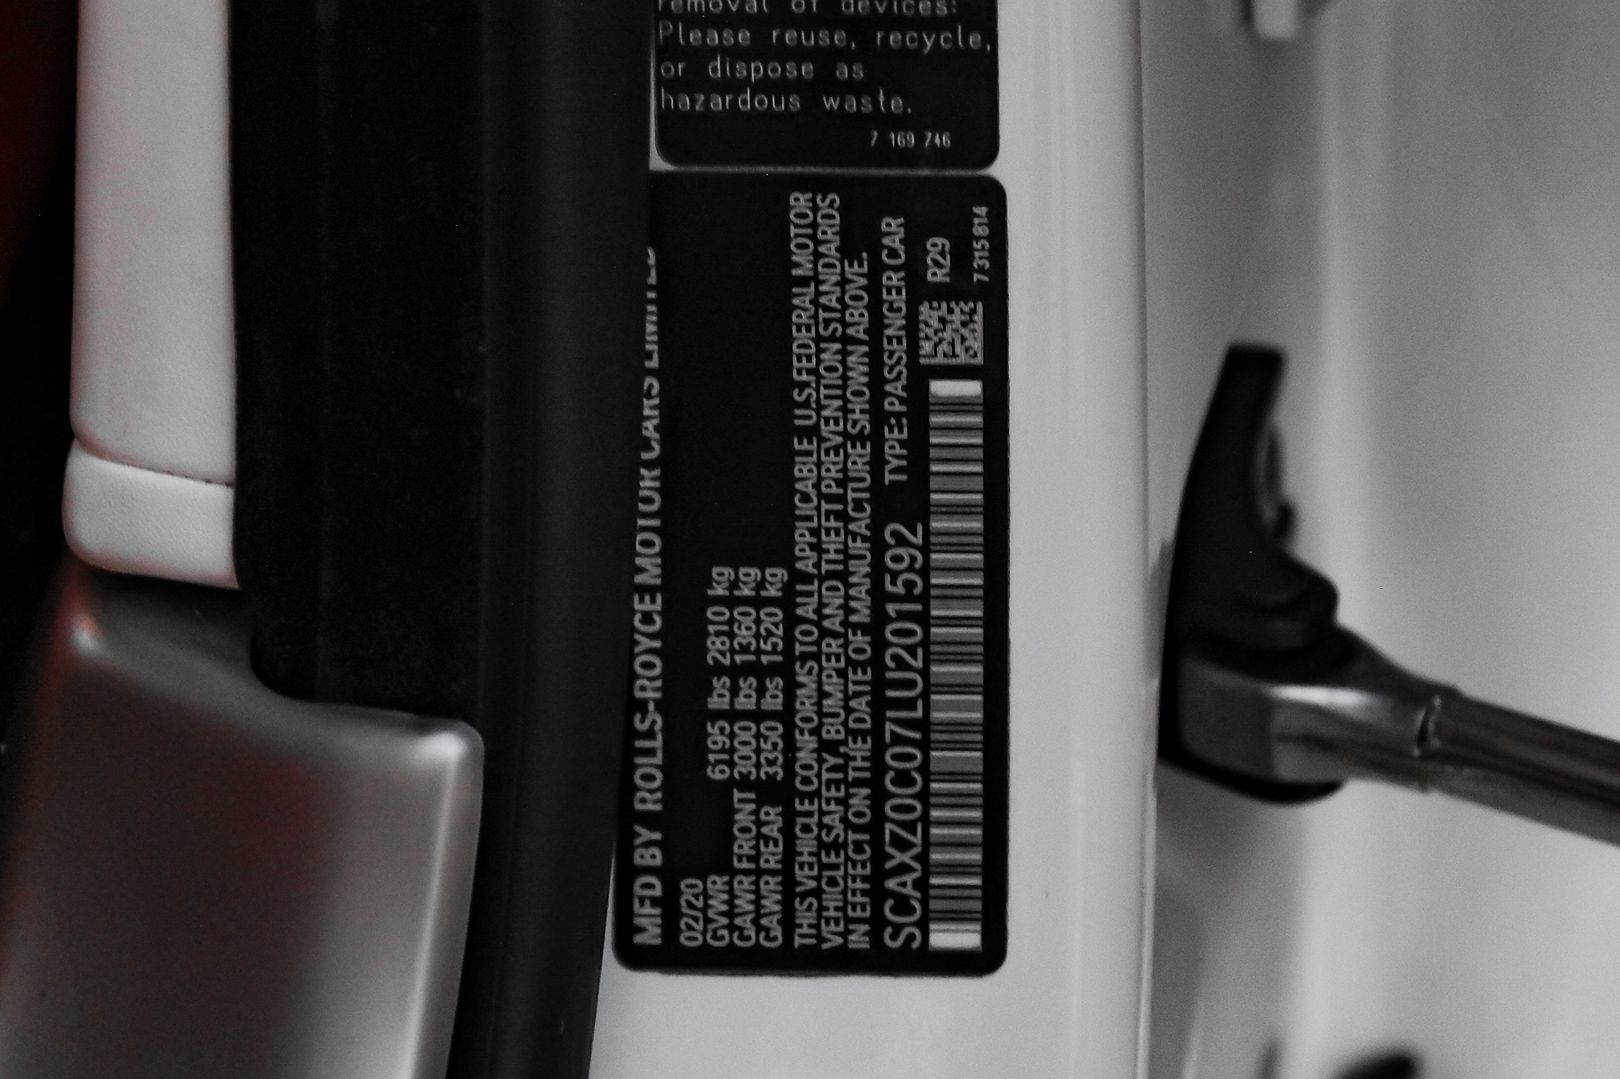 removal of devices:
Please reuse, recycle,
or dispose as
hazardous waste.
7 169 746
MFD BY ROLLS-ROYCE MOTOR CARS LIMITED
02/20
GVWR 6195 lbs 2810 kg
GAWR FRONT 3000 lbs 1360 kg
GAWR REAR 3350 lbs 1520 kg
THIS VEHICLE CONFORMS TO ALL APPLICABLE U.S.FEDERAL MOTOR
VEHICLE SAFETY, BUMPER AND THEFT PREVENTION STANDARDS
IN EFFECT ON THE DATE OF MANUFACTURE SHOWN ABOVE.
SCAXZ0C07LU201592 TYPE: PASSENGER CAR
R29
7315814